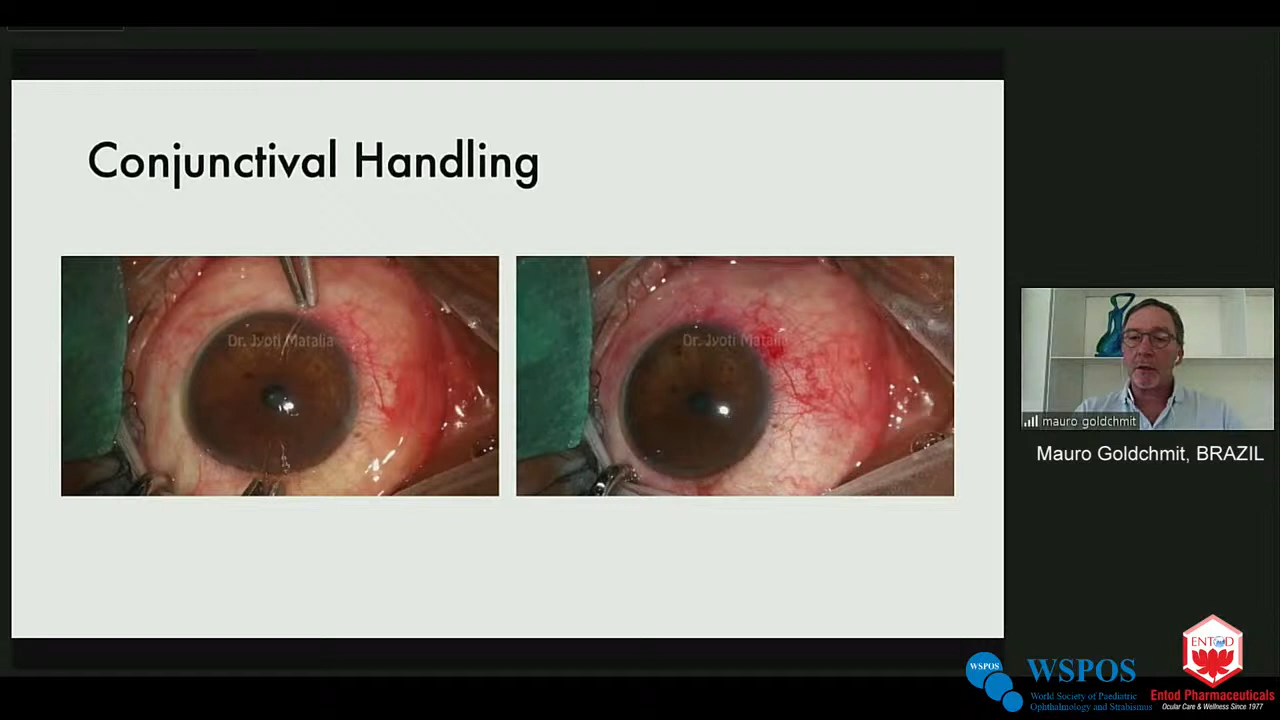 Conjunctival Handling
Dr. Jyoti Matalia
Dr. Jyoti Matalia
mauro goldchmit
Mauro Goldchmit, BRAZIL
WSPOS
WSPOS
World Society of Paediatric
Ophthalmology and Strabismus
ENTOD
Entod Pharmaceuticals
Ocular Care & Wellness Since 1977